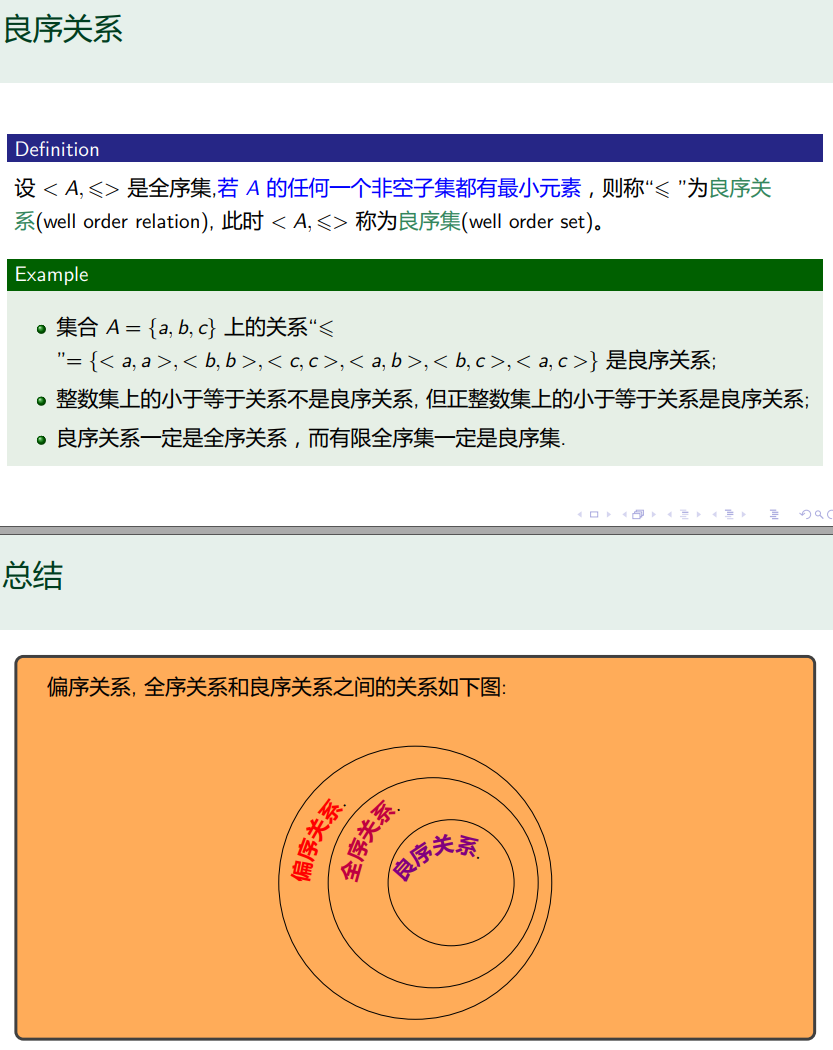 良序关系
Definition
设 < A, ⩽> 是全序集,若 A 的任何一个非空子集都有最小元素，则称“⩽ ”为良序关
系(well order relation), 此时 < A, ⩽> 称为良序集(well order set)。
Example
集合 A = {a, b, c} 上的关系“⩽
”= {< a, a >, < b, b >, < c, c >, < a, b >, < b, c >, < a, c >} 是良序关系;
整数集上的小于等于关系不是良序关系, 但正整数集上的小于等于关系是良序关系;
良序关系一定是全序关系，而有限全序集一定是良序集.
总结
偏序关系, 全序关系和良序关系之间的关系如下图:
偏序关系.
全序关系.
良序关系.